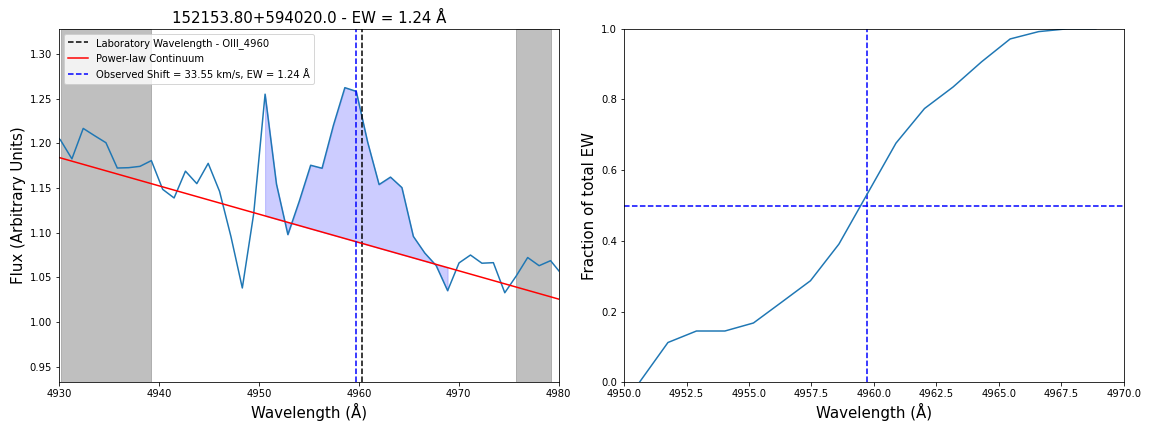 152153.80+594020.0 - EW = 1.24 Å
Laboratory Wavelength - OIII_4960
Power-law Continuum
Observed Shift = 33.55 km/s, EW = 1.24 Å
Flux (Arbitrary Units)
1.30
1.25
1.20
1.15
1.10
1.05
1.00
0.95
4930 4940 4950 4960 4970 4980
Wavelength (Å)
Fraction of total EW
1.0
0.8
0.6
0.4
0.2
0.0
4950.0 4952.5 4955.0 4957.5 4960.0 4962.5 4965.0 4967.5 4970.0
Wavelength (Å)